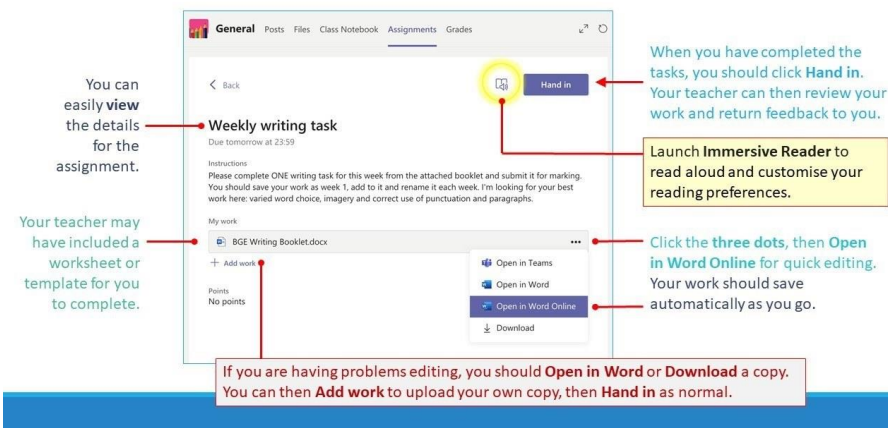 General Posts Files Class Notebook Assignments Grades
Back
Hand in
Weekly writing task
Due tomorrow at 23:59
Instructions
Please complete ONE writing task for this week from the attached booklet and submit it for marking.
You should save your work as week 1, add to it and rename it each week. I'm looking for your best
work here: varied word choice, imagery and correct use of punctuation and paragraphs.
My work
BGE Writing Booklet.docx
+ Add work
Points
No points
Open in Teams
Open in Word
Open in Word Online
Download
You can
easily view
the details
for the
assignment.
Your teacher may
have included a
worksheet or
template for you
to complete.
When you have completed the
tasks, you should click Hand in.
Your teacher can then review your
work and return feedback to you.
Launch Immersive Reader to
read aloud and customise your
reading preferences.
Click the three dots, then Open
in Word Online for quick editing.
Your work should save
automatically as you go.
If you are having problems editing, you should Open in Word or Download a copy.
You can then Add work to upload your own copy, then Hand in as normal.